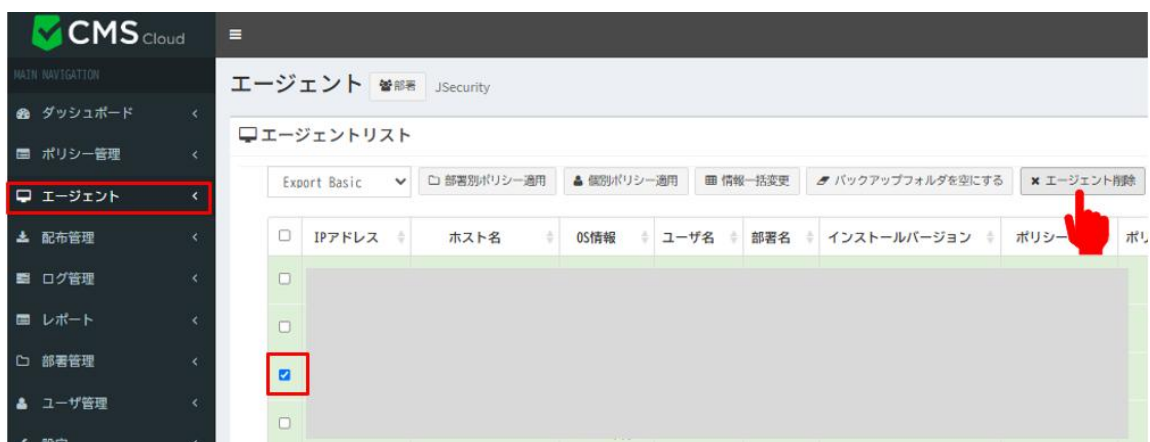 CMS Cloud
MAIN NAVIGATION
ダッシュボード
ポリシー管理
エージェント
配布管理
ログ管理
レポート
部署管理
ユーザ管理
エージェント 部署 JSecurity
エージェントリスト
Export Basic 部署別ポリシー適用 個別ポリシー適用 情報一括変更 バックアップフォルダを空にする × エージェント削除
IPアドレス ホスト名 OS情報 ユーザ名 部署名 インストールバージョン ポリシー ポリ